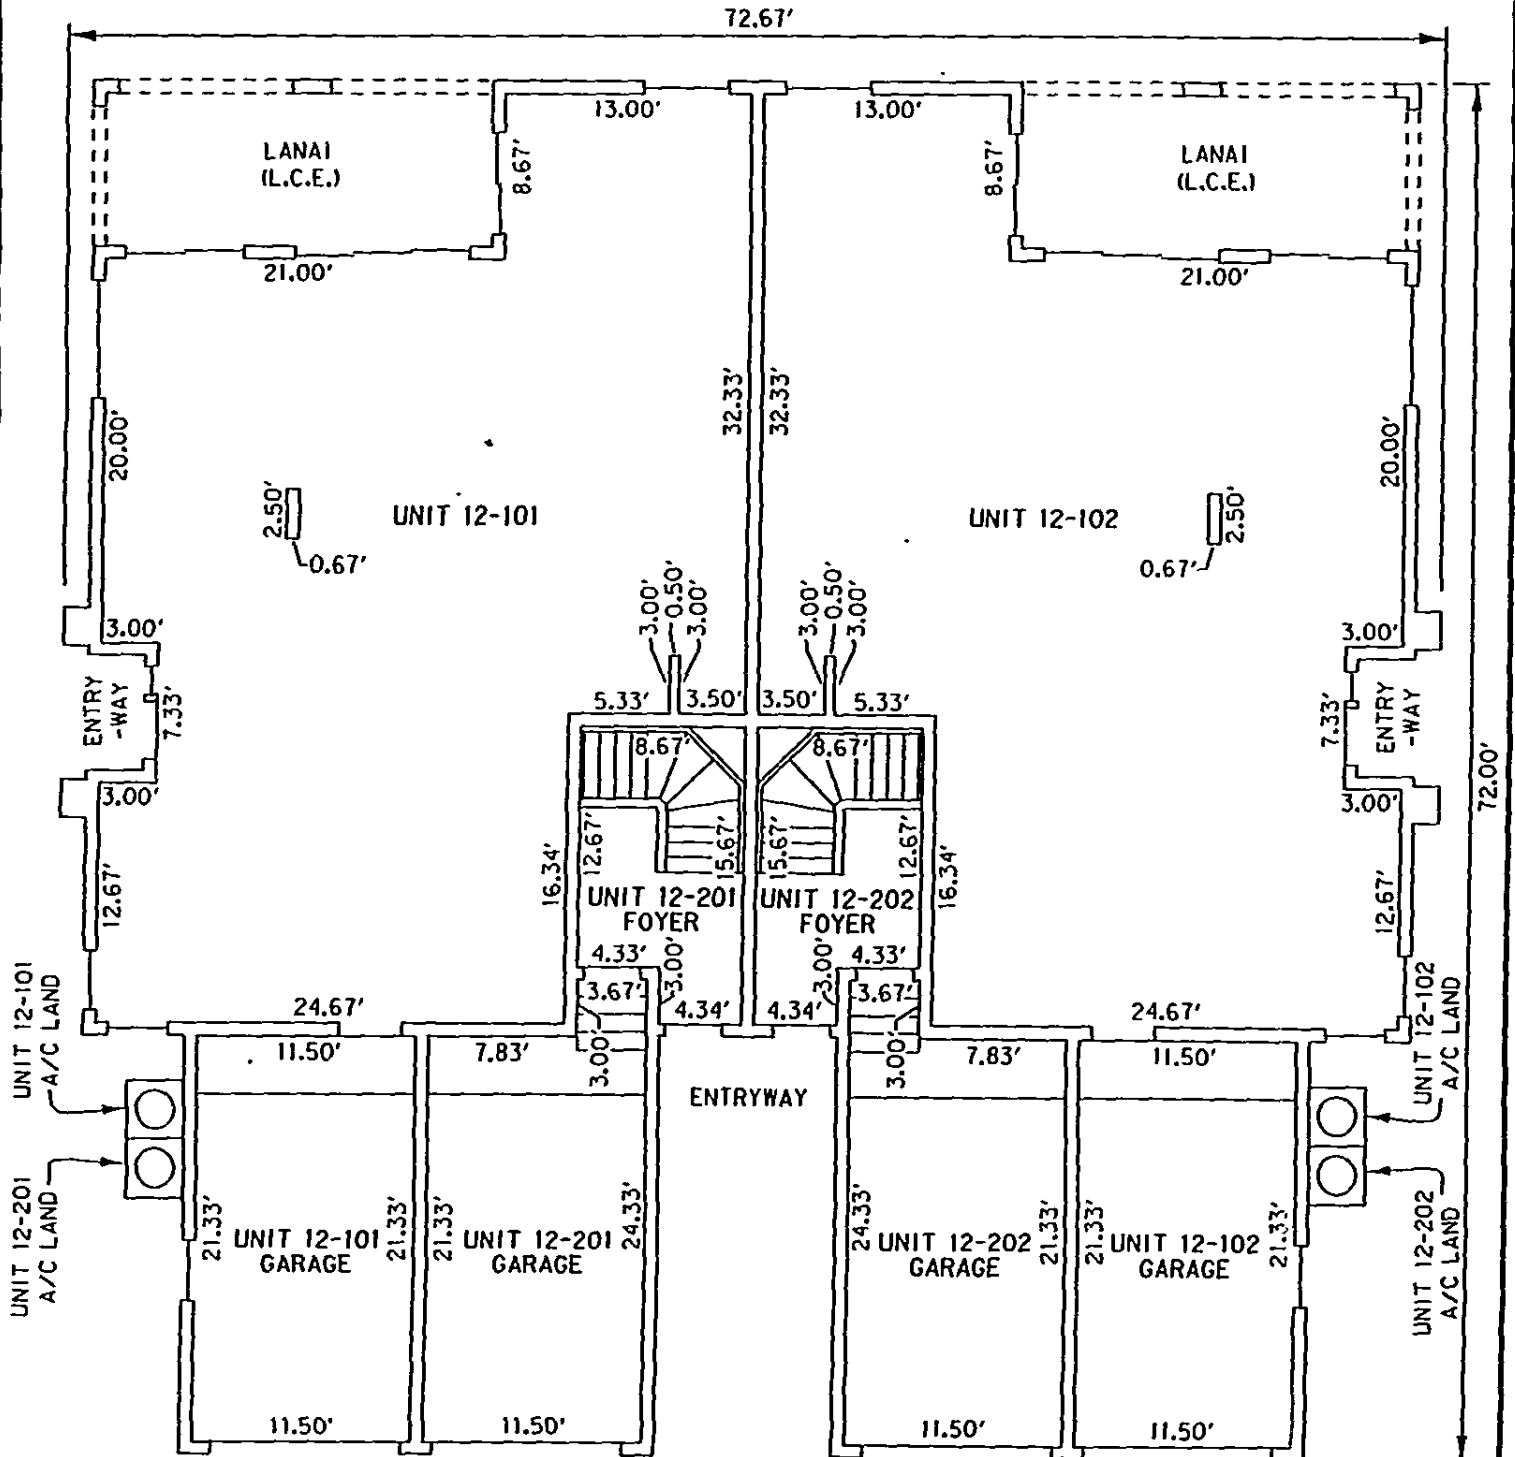 72.67'
13.00'
13.00'
LANAI
(L.C.E.)
8.67'
8.67'
LANAI
(L.C.E.)
21.00'
21.00'
32.33'
32.33'
20.00'
20.00'
2.50'
UNIT 12-101
UNIT 12-102
2.50'
0.67'
0.67'
3.00'
0.50'
3.00'
3.00'
0.50'
3.00'
3.00'
3.00'
ENTRY
-WAY
7.33'
5.33'
3.50'
3.50'
5.33'
7.33'
ENTRY
-WAY
8.67'
8.67'
72.00'
3.00'
3.00'
16.34'
12.67'
15.67'
15.67'
12.67'
16.34'
12.67'
12.67'
UNIT 12-201
FOYER
UNIT 12-202
FOYER
4.33'
3.00'
3.00'
4.33'
UNIT 12-101
A/C LAND
UNIT 12-102
A/C LAND
24.67'
3.67'
4.34'
4.34'
3.67'
24.67'
11.50'
7.83'
3.00'
3.00'
7.83'
11.50'
ENTRYWAY
UNIT 12-201
A/C LAND
UNIT 12-202
A/C LAND
21.33'
21.33'
21.33'
24.33'
24.33'
21.33'
21.33'
21.33'
UNIT 12-101
GARAGE
UNIT 12-201
GARAGE
UNIT 12-202
GARAGE
UNIT 12-102
GARAGE
11.50'
11.50'
11.50'
11.50'